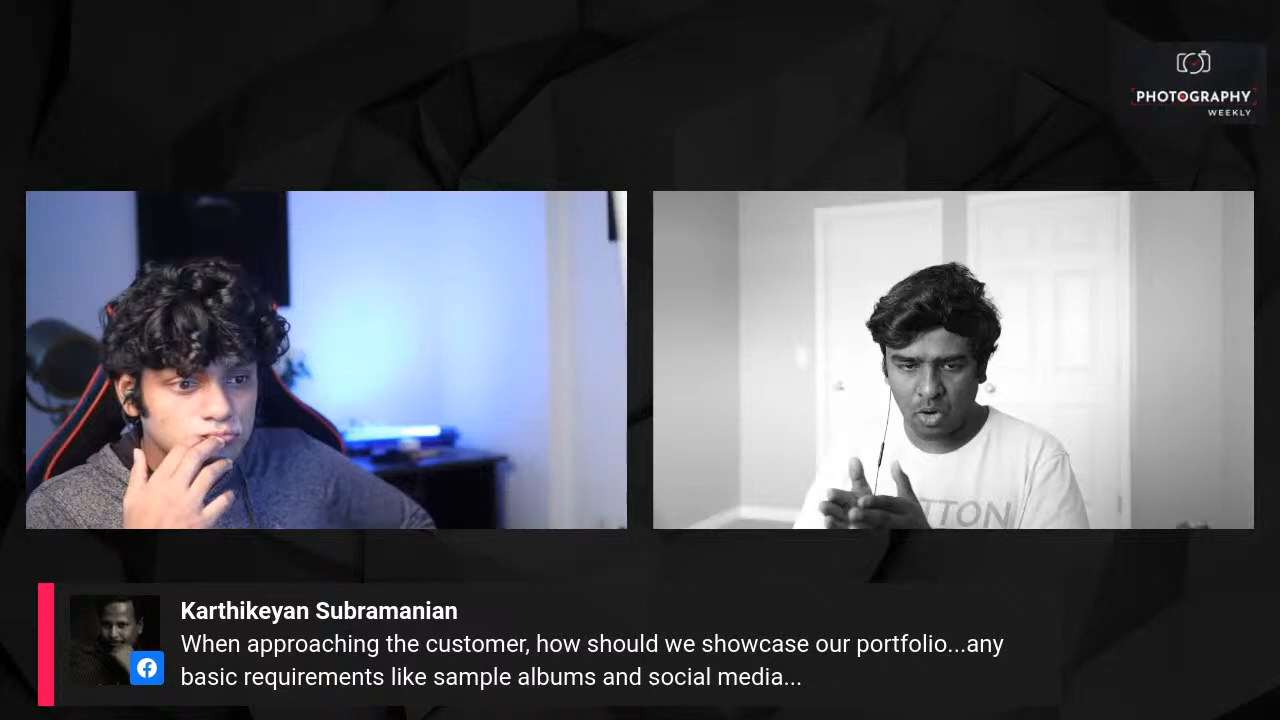 PHOTOGRAPHY
WEEKLY
TTON
Karthikeyan Subramanian
When approaching the customer, how should we showcase our portfolio...any
basic requirements like sample albums and social media...